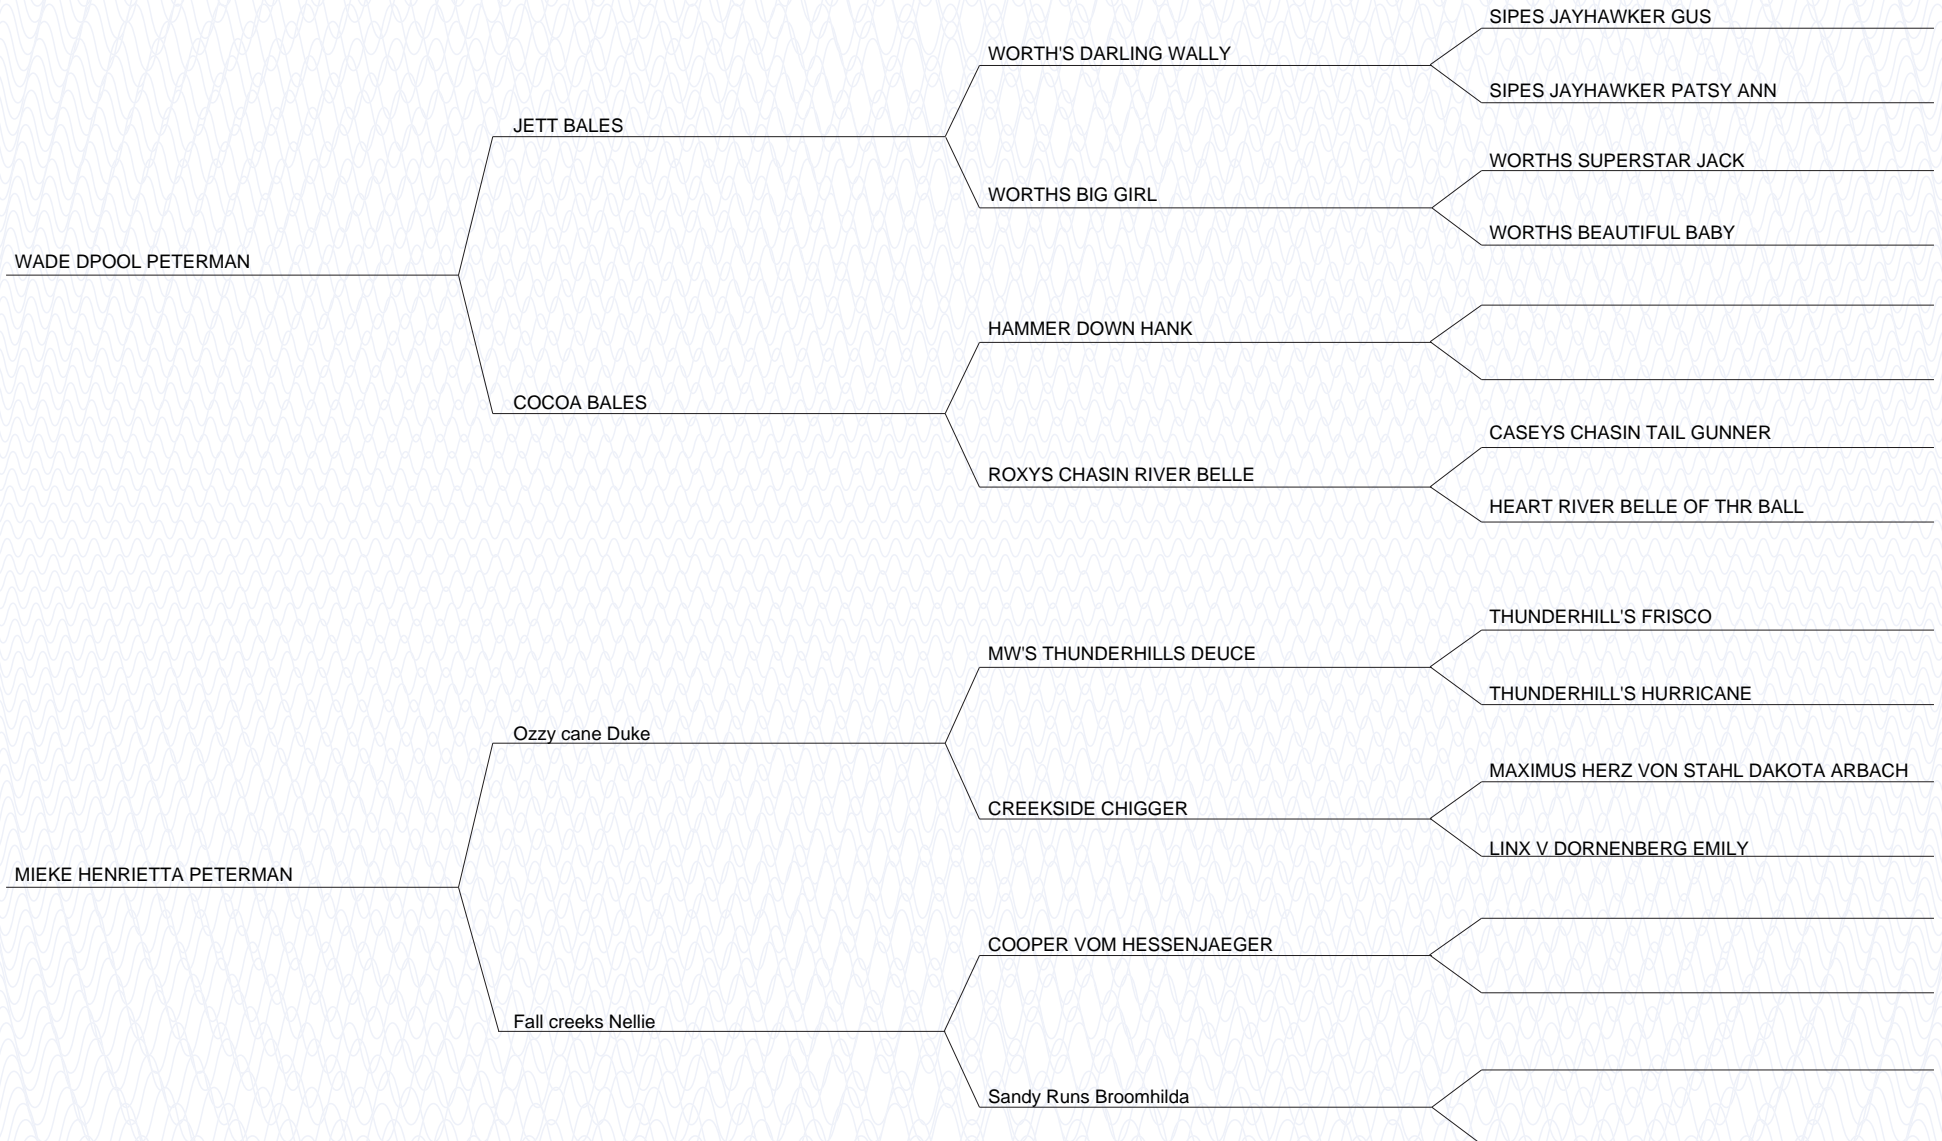 SIPES JAYHAWKER GUS
WORTH'S DARLING WALLY
SIPES JAYHAWKER PATSY ANN
JETT BALES
WORTHS SUPERSTAR JACK
WORTHS BIG GIRL
WORTHS BEAUTIFUL BABY
WADE DPOOL PETERMAN
HAMMER DOWN HANK
COCOA BALES
CASEYS CHASIN TAIL GUNNER
ROXYS CHASIN RIVER BELLE
HEART RIVER BELLE OF THR BALL
THUNDERHILL'S FRISCO
MW'S THUNDERHILLS DEUCE
THUNDERHILL'S HURRICANE
Ozzy cane Duke
MAXIMUS HERZ VON STAHL DAKOTA ARBACH
CREEKSIDE CHIGGER
LINX V DORNENBERG EMILY
MIEKE HENRIETTA PETERMAN
COOPER VOM HESSENJAEGER
Fall creeks Nellie
Sandy Runs Broomhilda